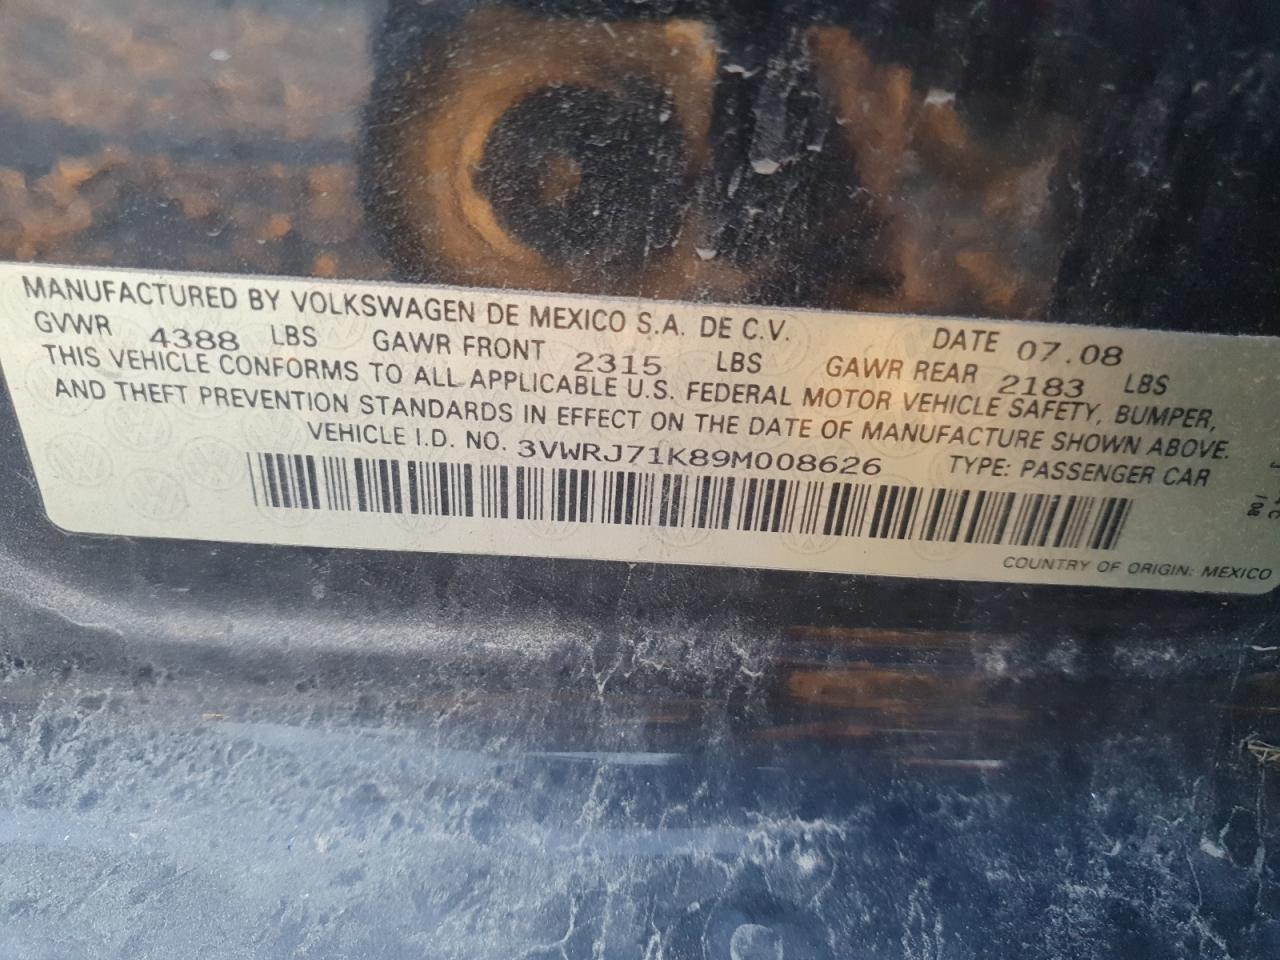 MANUFACTURED BY VOLKSWAGEN DE MEXICO S.A. DE C.V. DATE 07.08
GVWR 4388 LBS GAWR FRONT 2315 LBS GAWR REAR 2183 LBS
THIS VEHICLE CONFORMS TO ALL APPLICABLE U.S. FEDERAL MOTOR VEHICLE SAFETY, BUMPER,
AND THEFT PREVENTION STANDARDS IN EFFECT ON THE DATE OF MANUFACTURE SHOWN ABOVE.
VEHICLE I.D. NO. 3VWRJ71K89M008626 TYPE: PASSENGER CAR
COUNTRY OF ORIGIN: MEXICO